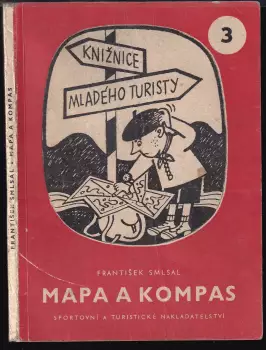 FRANTIŠEK SMLSAL • MAPA A KOMPAS
3
KNIŽNICE
MLADÉHO TURISTY
FRANTIŠEK SMLSAL
MAPA A KOMPAS
SPORTOVNÍ A TURISTICKÉ NAKLADATELSTVÍ